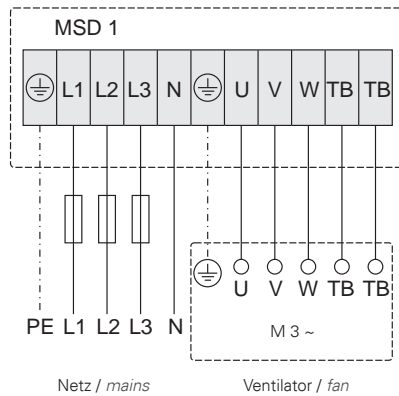 MSD 1
L1 L2 L3 N U V W TB TB
U V W TB TB
PE L1 L2 L3 N
M 3 ~
Netz / mains Ventilator / fan